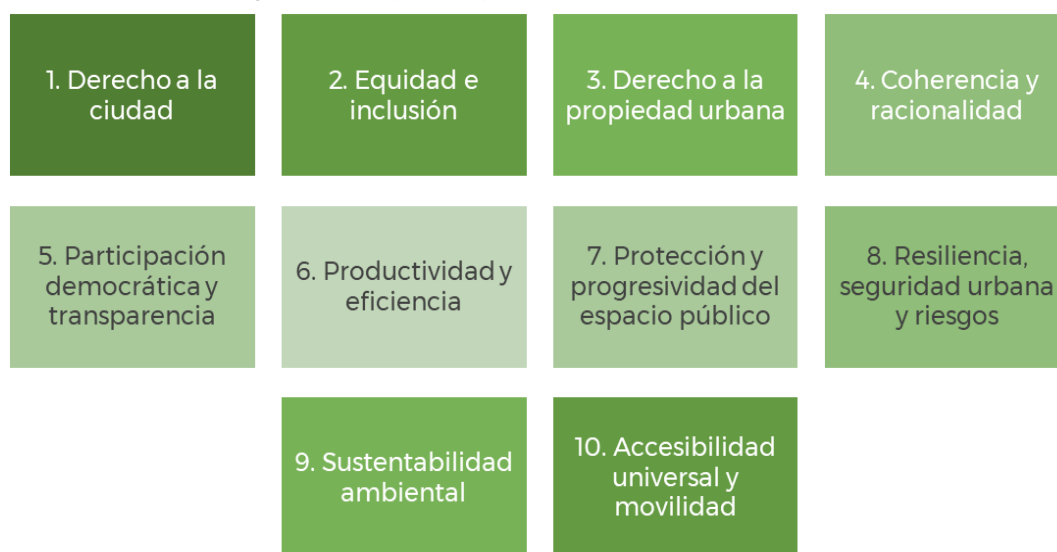 1. Derecho a la
ciudad
2. Equidad e
inclusión
3. Derecho a la
propiedad urbana
4. Coherencia y
racionalidad
5. Participación
democrática y
transparencia
6. Productividad y
eficiencia
7. Protección y
progresividad del
espacio público
8. Resiliencia,
seguridad urbana
y riesgos
9. Sustentabilidad
ambiental
10. Accesibilidad
universal y
movilidad